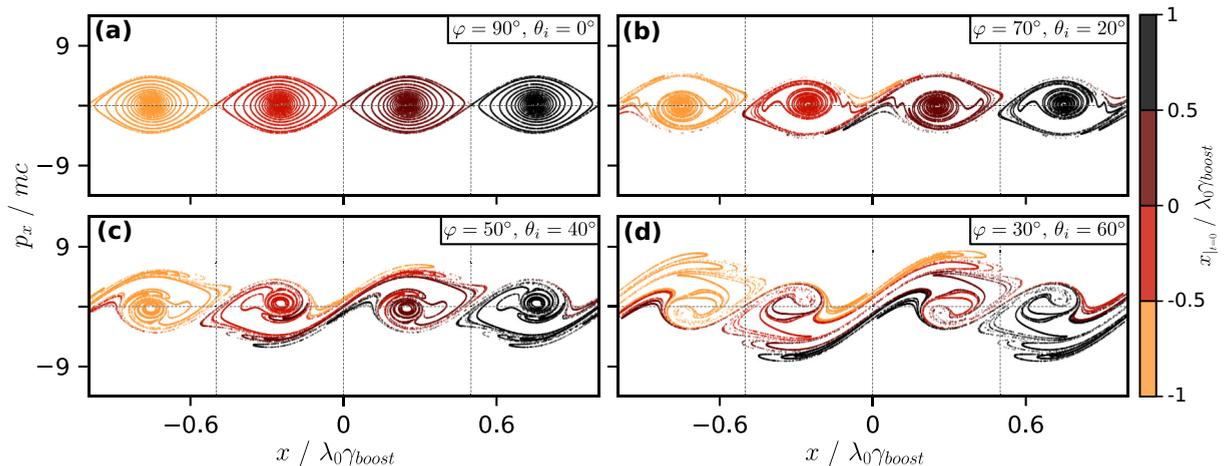 (a)
φ = 90°, θi = 0°
(b)
φ = 70°, θi = 20°
1
9
0.5
−9
0
(c)
φ = 50°, θi = 40°
(d)
φ = 30°, θi = 60°
9
-0.5
−9
-1
−0.6
0
0.6
−0.6
0
0.6
px / mc
x / λ0γboost
x / λ0γboost
x|t=0 / λ0γboost